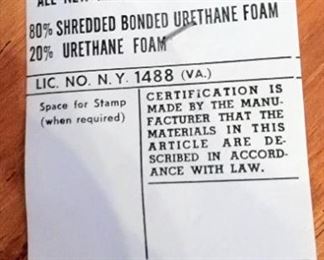 ALL NEW
80% SHREDDED BONDED URETHANE FOAM
20% URETHANE FOAM
LIC. NO. N.Y. 1488 (VA.)
Space for Stamp
(when required)
CERTIFICATION IS
MADE BY THE MANU-
FACTURER THAT THE
MATERIALS IN THIS
ARTICLE ARE DE-
SCRIBED IN ACCORD-
ANCE WITH LAW.